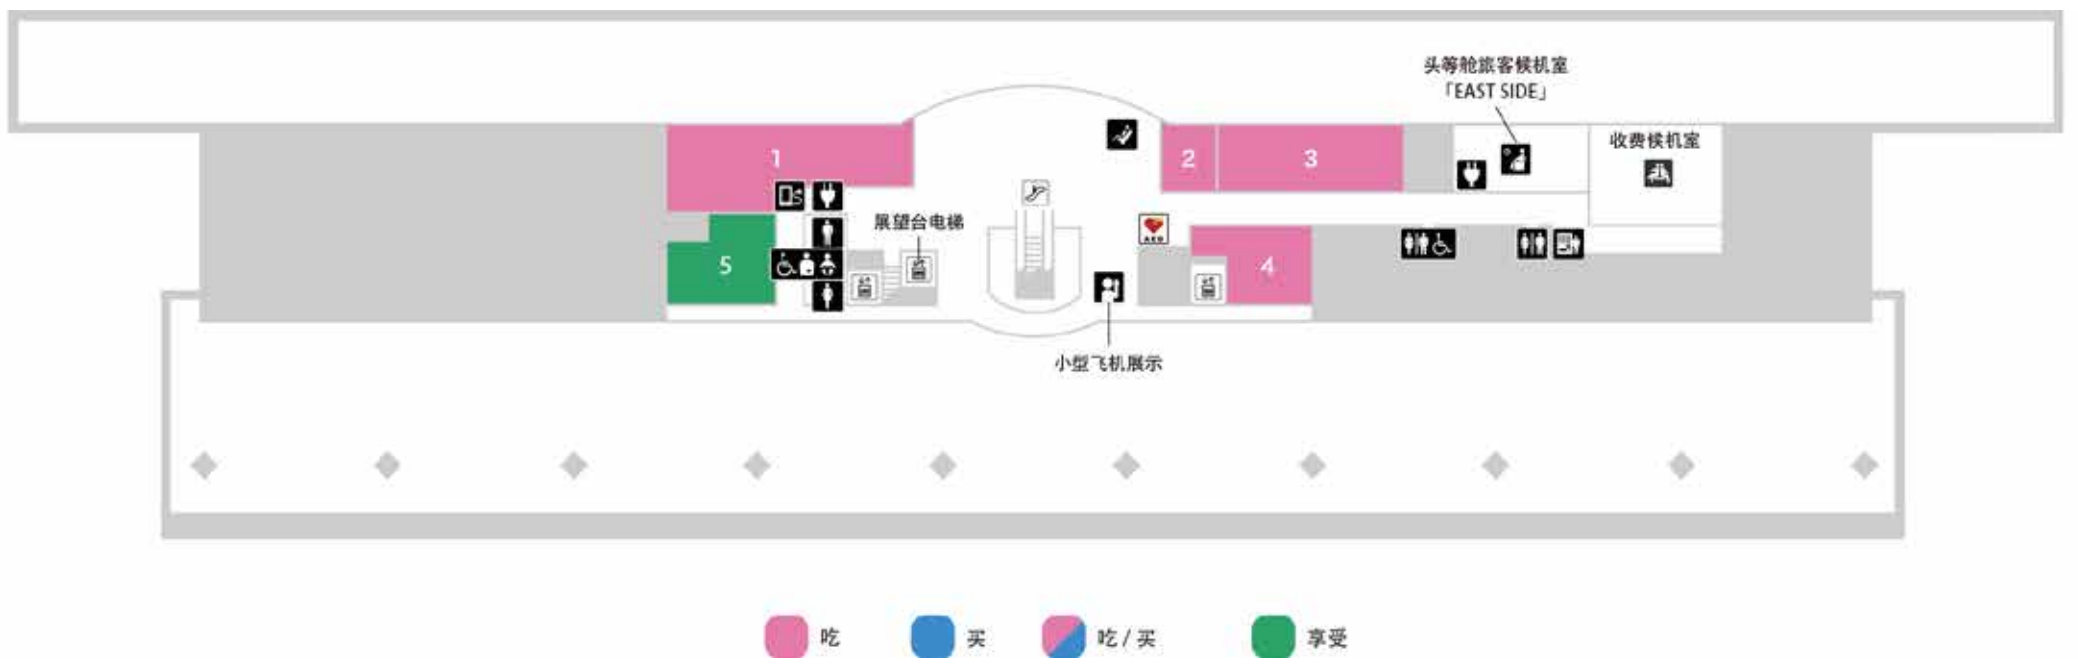 头等舱旅客候机室
「EAST SIDE」
收费候机室
1
2
3
展望台电梯
AED
5
4
小型飞机展示
吃
买
吃 / 买
享受